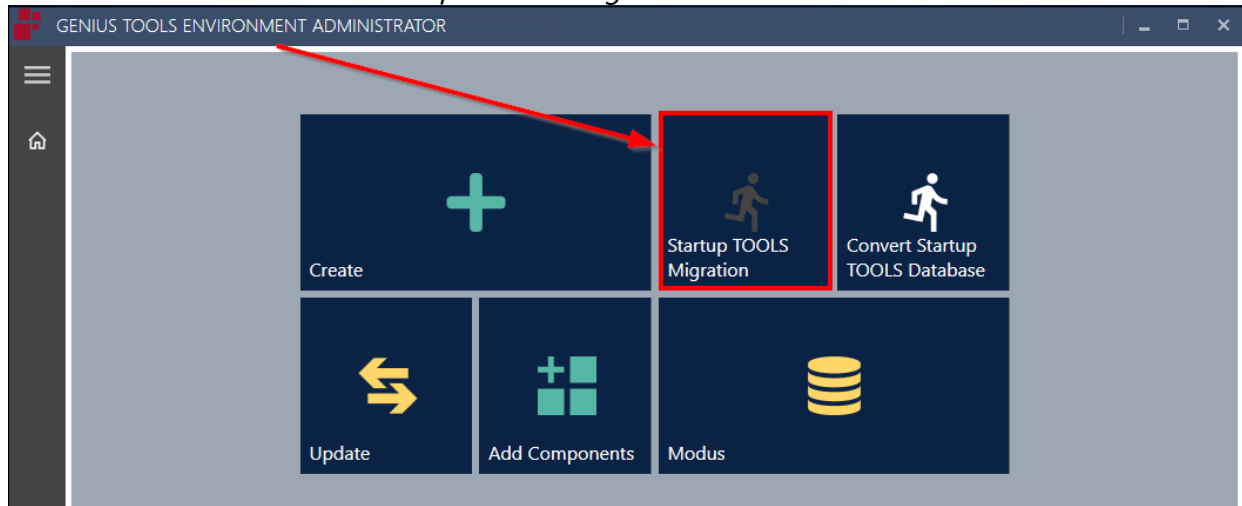 GENIUS TOOLS ENVIRONMENT ADMINISTRATOR
Create
Startup TOOLS
Migration
Convert Startup
TOOLS Database
Update
Add Components
Modus